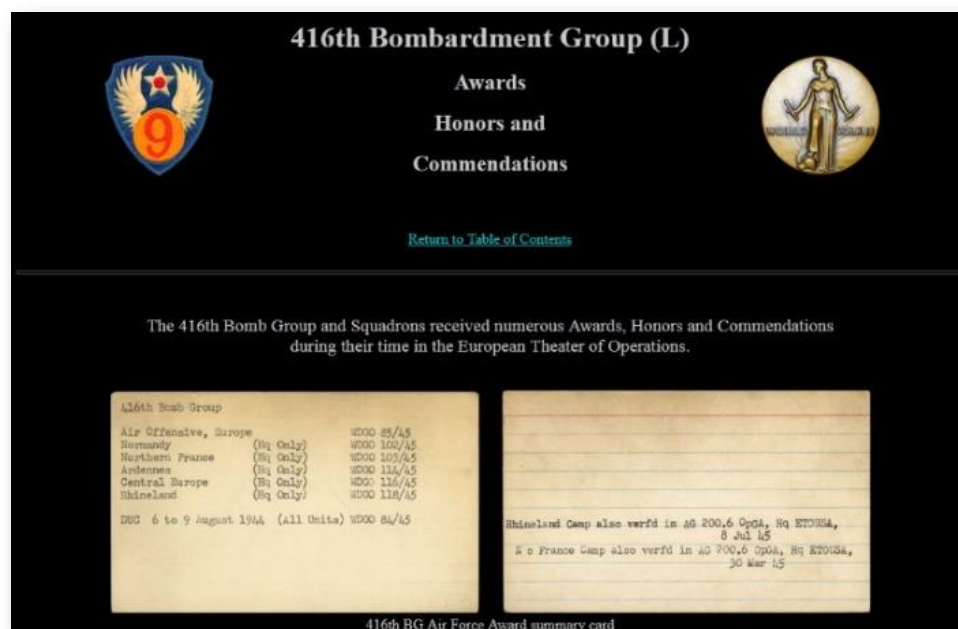 416th Bombardment Group (L)
Awards
Honors and
Commendations
9
Return to Table of Contents
The 416th Bomb Group and Squadrons received numerous Awards, Honors and Commendations
during their time in the European Theater of Operations.
416th Bomb Group
Air Offensive, Europe WDGO 85/45
Normandy (Hq Only) WDGO 102/45
Northern France (Hq Only) WDGO 103/45
Ardennes (Hq Only) WDGO 114/45
Central Europe (Hq Only) WDGO 116/45
Rhineland (Hq Only) WDGO 118/45
DUC 6 to 9 August 1944 (All Units) WDGO 84/45
Rhineland Camp also verfd in AG 200.6 OpGA, Hq ETOUSA,
8 Jul 45
France Camp also verfd in AG 200.6 OpGA, Hq ETOUSA,
30 Mar 45
416th BG Air Force Award summary card